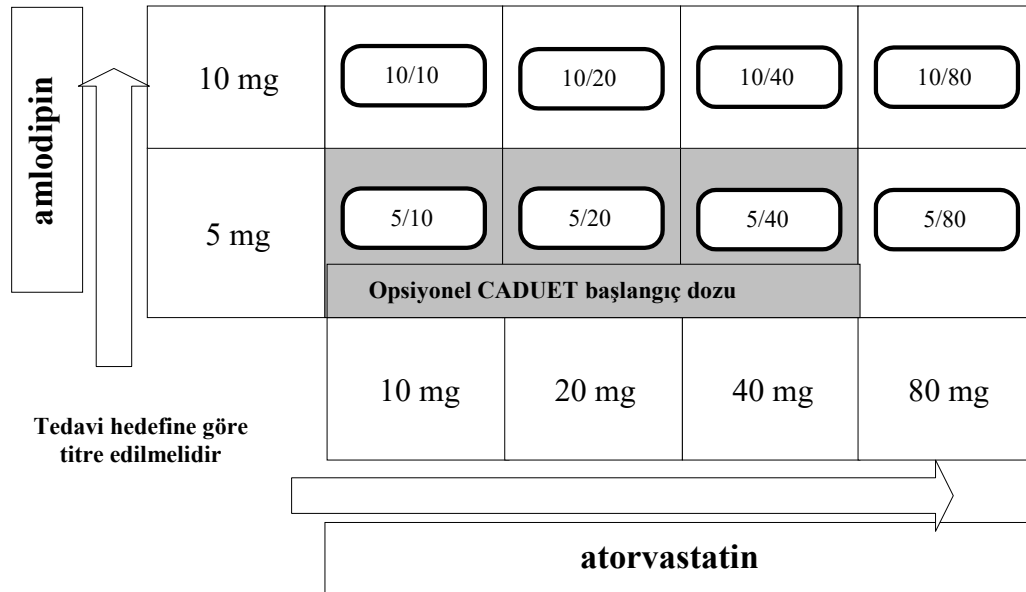 amlodipin
10 mg
10/10
10/20
10/40
10/80
5 mg
5/10
5/20
5/40
5/80
Opsiyonel CADUET başlangıç dozu
10 mg
20 mg
40 mg
80 mg
Tedavi hedefine göre
titre edilmelidir
atorvastatin